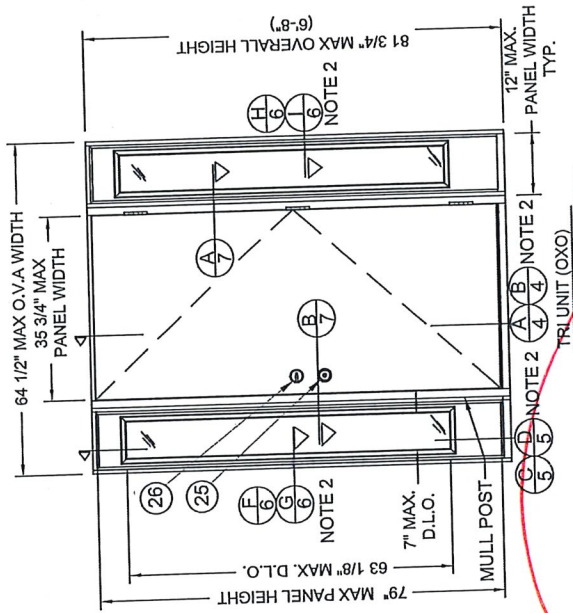 64 1/2" MAX O.V.A WIDTH
35 3/4" MAX
PANEL WIDTH
81 3/4" MAX OVERALL HEIGHT
(6'-8")
12" MAX.
PANEL WIDTH
TYP.
H
6
I
6
NOTE 2
A
7
B
7
26
25
F
6
G
6
NOTE 2
7" MAX.
D.L.O.
63 1/8" MAX. D.L.O.
79" MAX PANEL HEIGHT
MULL POST
C
5
D
5
NOTE 2
A
4
B
4
NOTE 2
TRI UNIT (OXO)